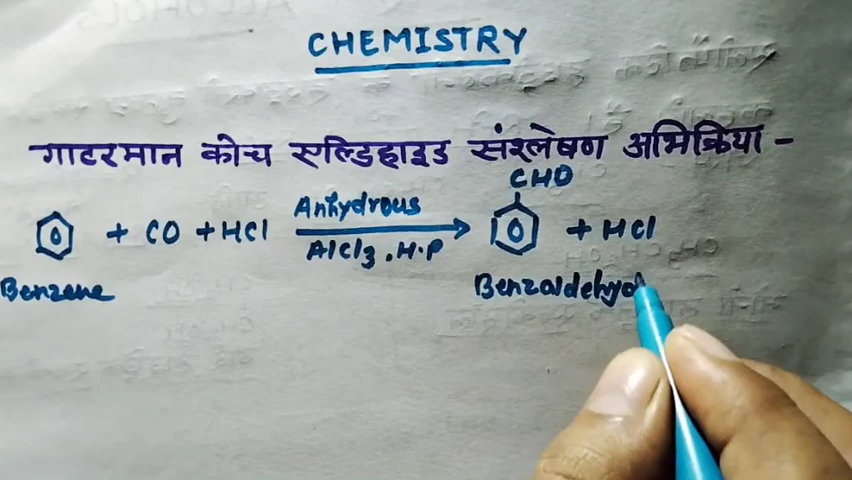 CHEMISTRY
गाटरमान कोच एल्डिहाइड संश्लेषण अभिक्रिया -
CHO
+ CO + HCl Anhydrous AlCl3, H.P + HCl
Benzene Benzaldehyd